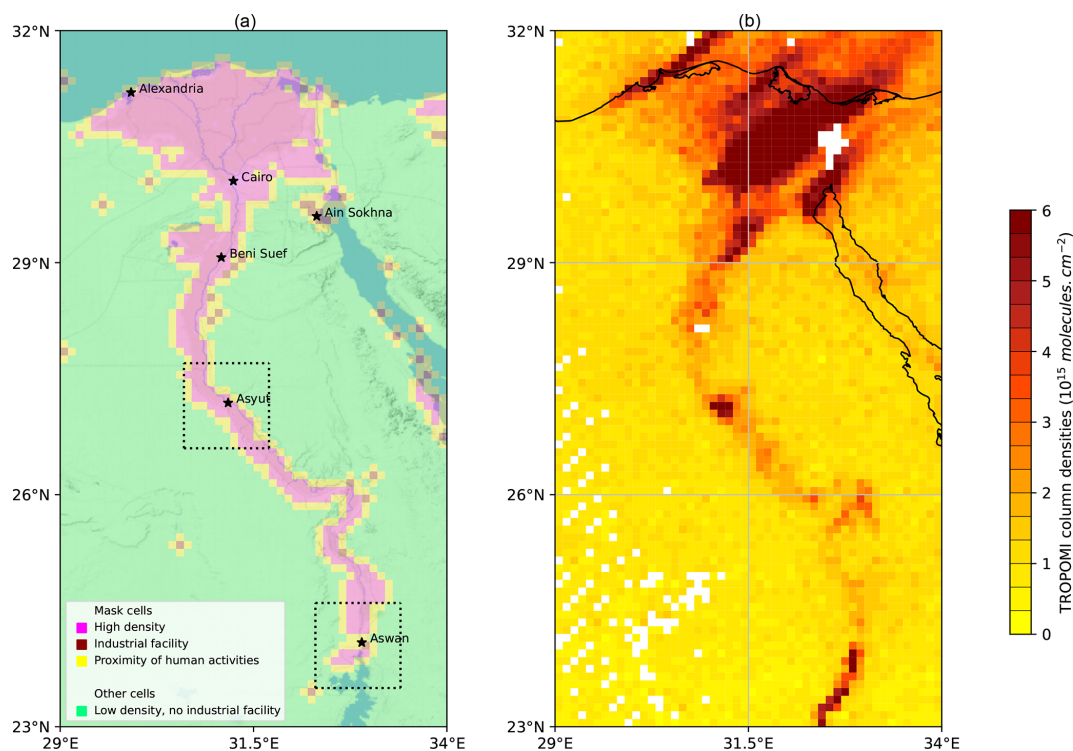 (a)
(b)
32°N
29°N
26°N
23°N
29°E
31.5°E
34°E
Alexandria
Cairo
Ain Sokhna
Beni Suef
Asyut
Aswan
Mask cells
High density
Industrial facility
Proximity of human activities
Other cells
Low density, no industrial facility
32°N
29°N
26°N
23°N
29°E
31.5°E
34°E
6
5
4
3
2
1
0
TROPOMI column densities (10¹⁵ molecules.cm⁻²)